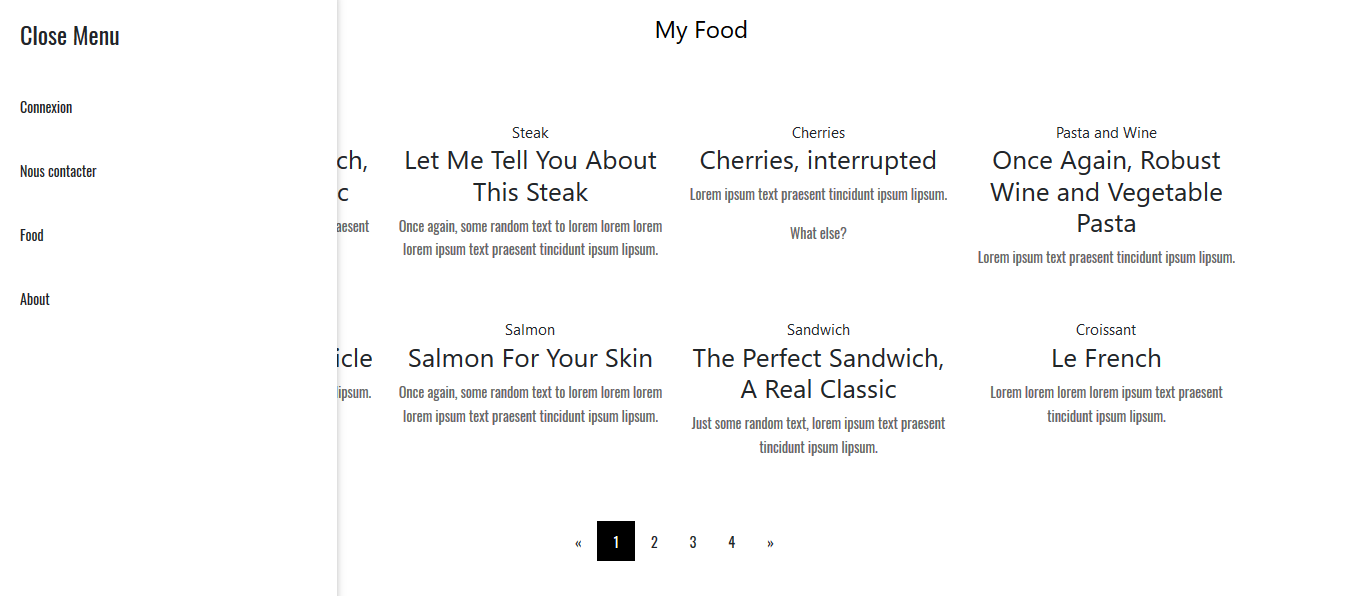 Close Menu
Connexion
Nous contacter
Food
About
My Food
ch,
c
aesent
Steak
Let Me Tell You About
This Steak
Once again, some random text to lorem lorem lorem
lorem ipsum text praesent tincidunt ipsum lipsum.
Cherries
Cherries, interrupted
Lorem ipsum text praesent tincidunt ipsum lipsum.
What else?
Pasta and Wine
Once Again, Robust
Wine and Vegetable
Pasta
Lorem ipsum text praesent tincidunt ipsum lipsum.
icle
ipsum.
Salmon
Salmon For Your Skin
Once again, some random text to lorem lorem lorem
lorem ipsum text praesent tincidunt ipsum lipsum.
Sandwich
The Perfect Sandwich,
A Real Classic
Just some random text, lorem ipsum text praesent
tincidunt ipsum lipsum.
Croissant
Le French
Lorem lorem lorem lorem ipsum text praesent
tincidunt ipsum lipsum.
« 1 2 3 4 »